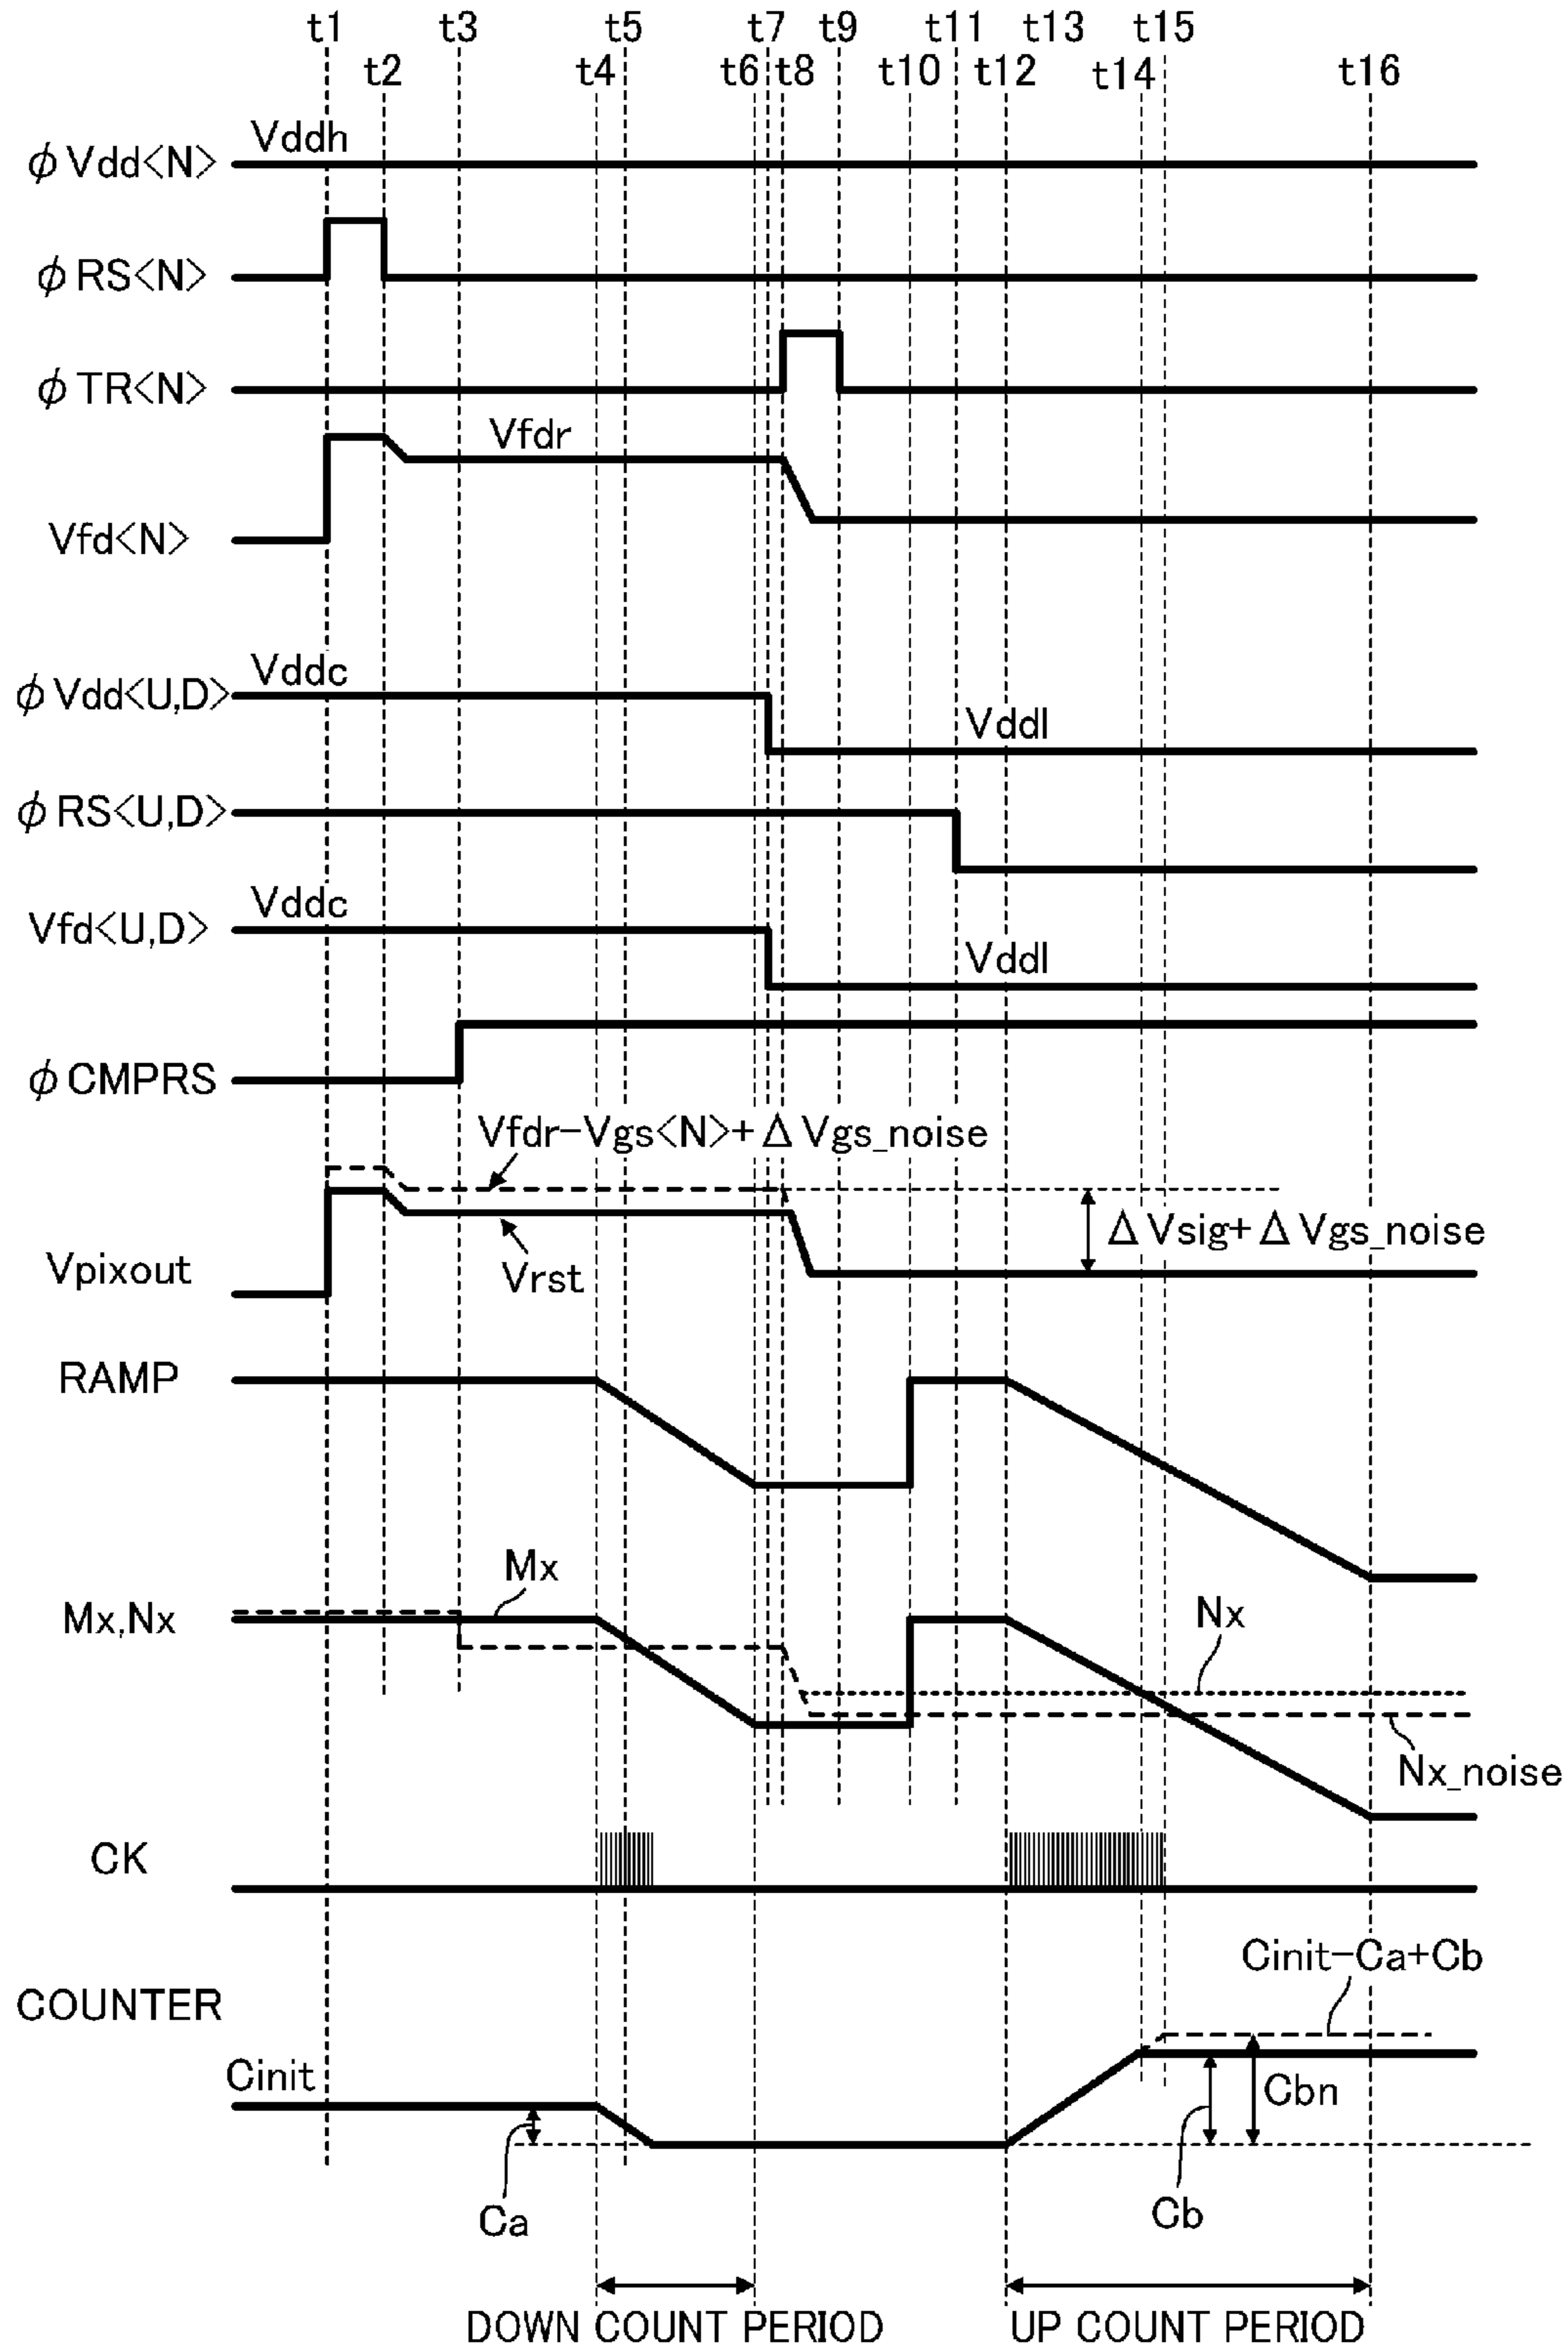 t1 t3 t5 t7 t9 t11 t13 t15
t2 t4 t6 t8 t10 t12 t14 t16
Vddh
ϕVdd<N>
ϕRS<N>
ϕTR<N>
Vfdr
Vfd<N>
Vddc
ϕVdd<U,D>
Vddl
ϕRS<U,D>
Vddc
Vfd<U,D>
Vddl
ϕCMPRS
Vfdr-Vgs<N>+ΔVgs_noise
ΔVsig+ΔVgs_noise
Vpixout
Vrst
RAMP
Mx
Mx,Nx
Nx
Nx_noise
CK
Cinit-Ca+Cb
COUNTER
Cinit
Cbn
Ca
Cb
DOWN COUNT PERIOD
UP COUNT PERIOD